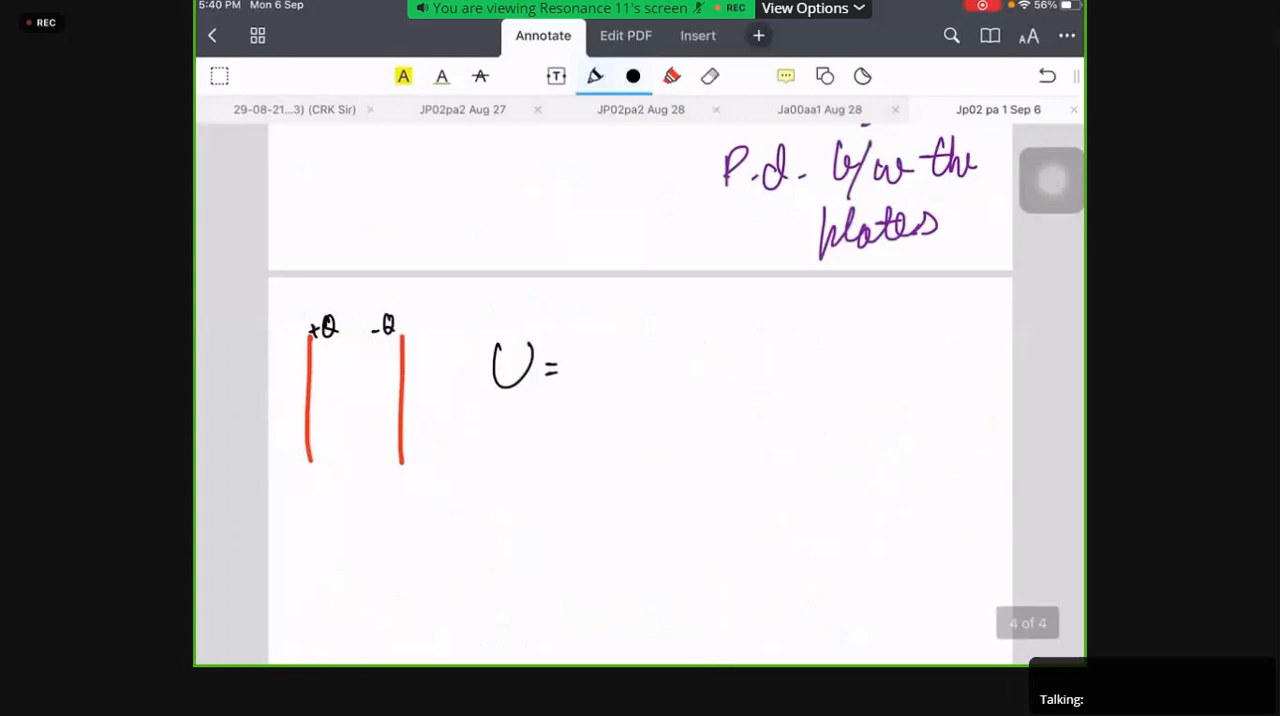 REC
5:40 PM Mon 6 Sep
You are viewing Resonance 11's screen
REC
View Options
56%
Annotate
Edit PDF
Insert
AA
A
A
A
T
29-08-21...3) (CRK Sir)
JP02pa2 Aug 27
JP02pa2 Aug 28
Ja00aa1 Aug 28
Jp02 pa 1 Sep 6
P.d. b/w the
plates
+Q -Q
U =
4 of 4
Talking: